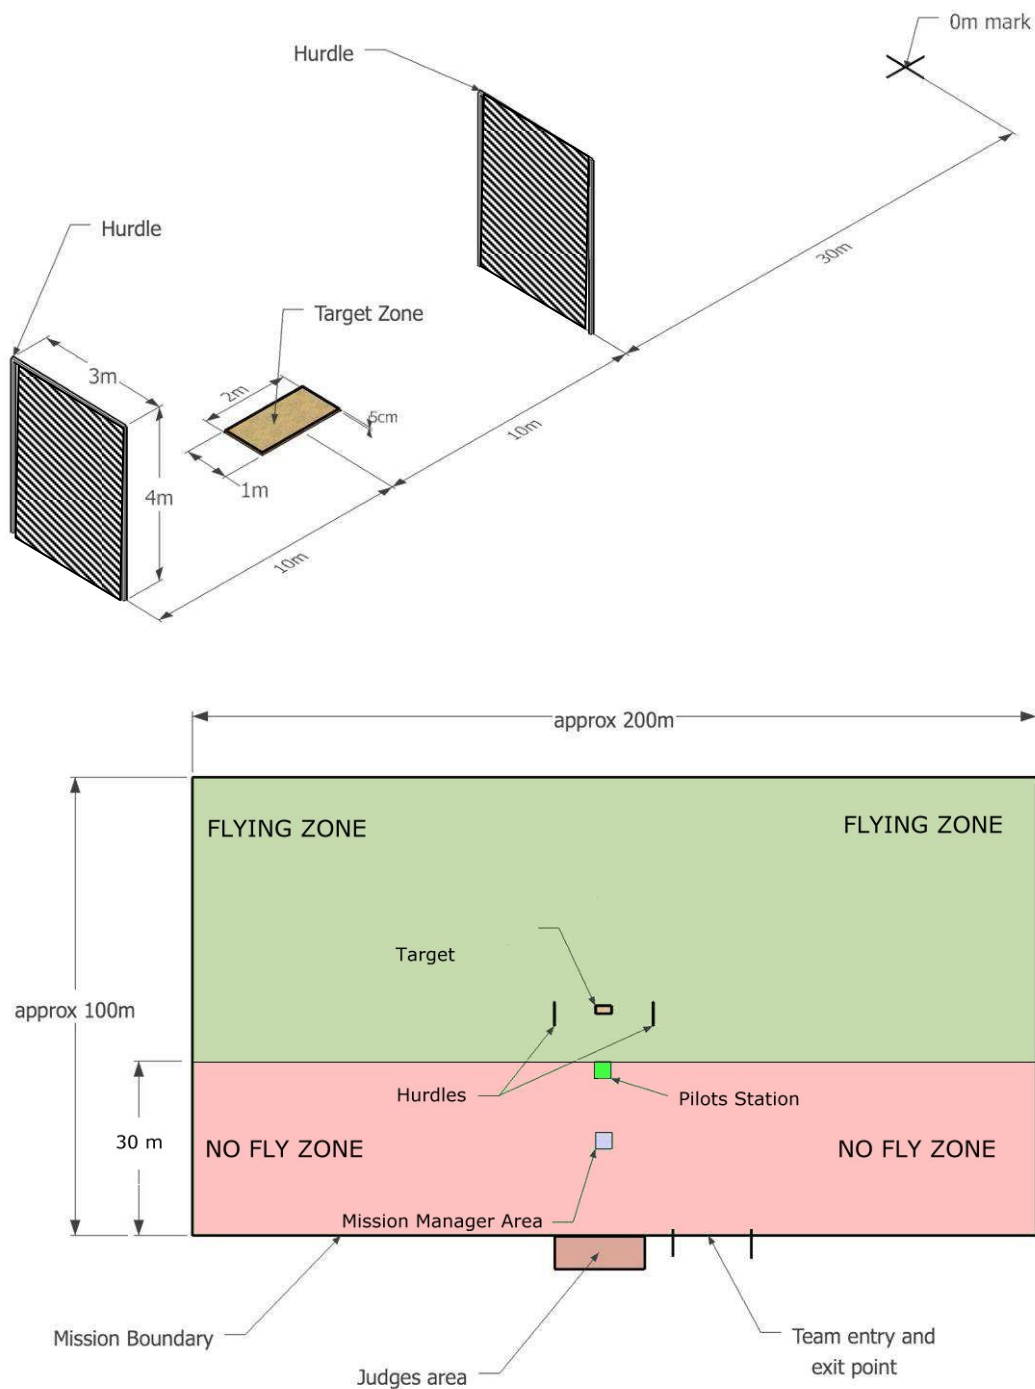 0m mark
Hurdle
30m
Hurdle
Target Zone
3m
2m
5cm
10m
1m
4m
10m
approx 200m
FLYING ZONE
FLYING ZONE
Target
approx 100m
Hurdles
Pilots Station
30 m
NO FLY ZONE
NO FLY ZONE
Mission Manager Area
Mission Boundary
Team entry and
exit point
Judges area